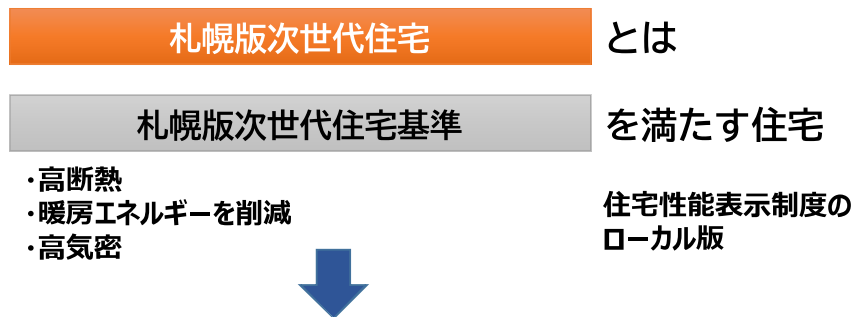 札幌版次世代住宅 とは
札幌版次世代住宅基準 を満たす住宅
・高断熱
・暖房エネルギーを削減
・高気密
住宅性能表示制度の
ローカル版